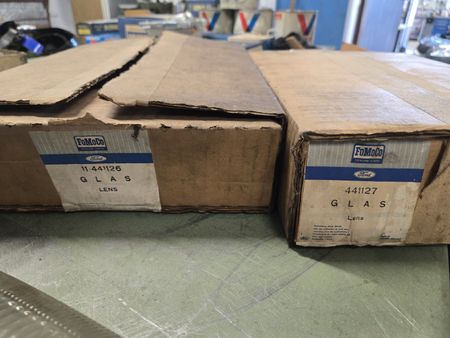 FoMoCo
Ford
11 441126
G L A S
LENS
FoMoCo
Ford
441127
G L A S
Lens